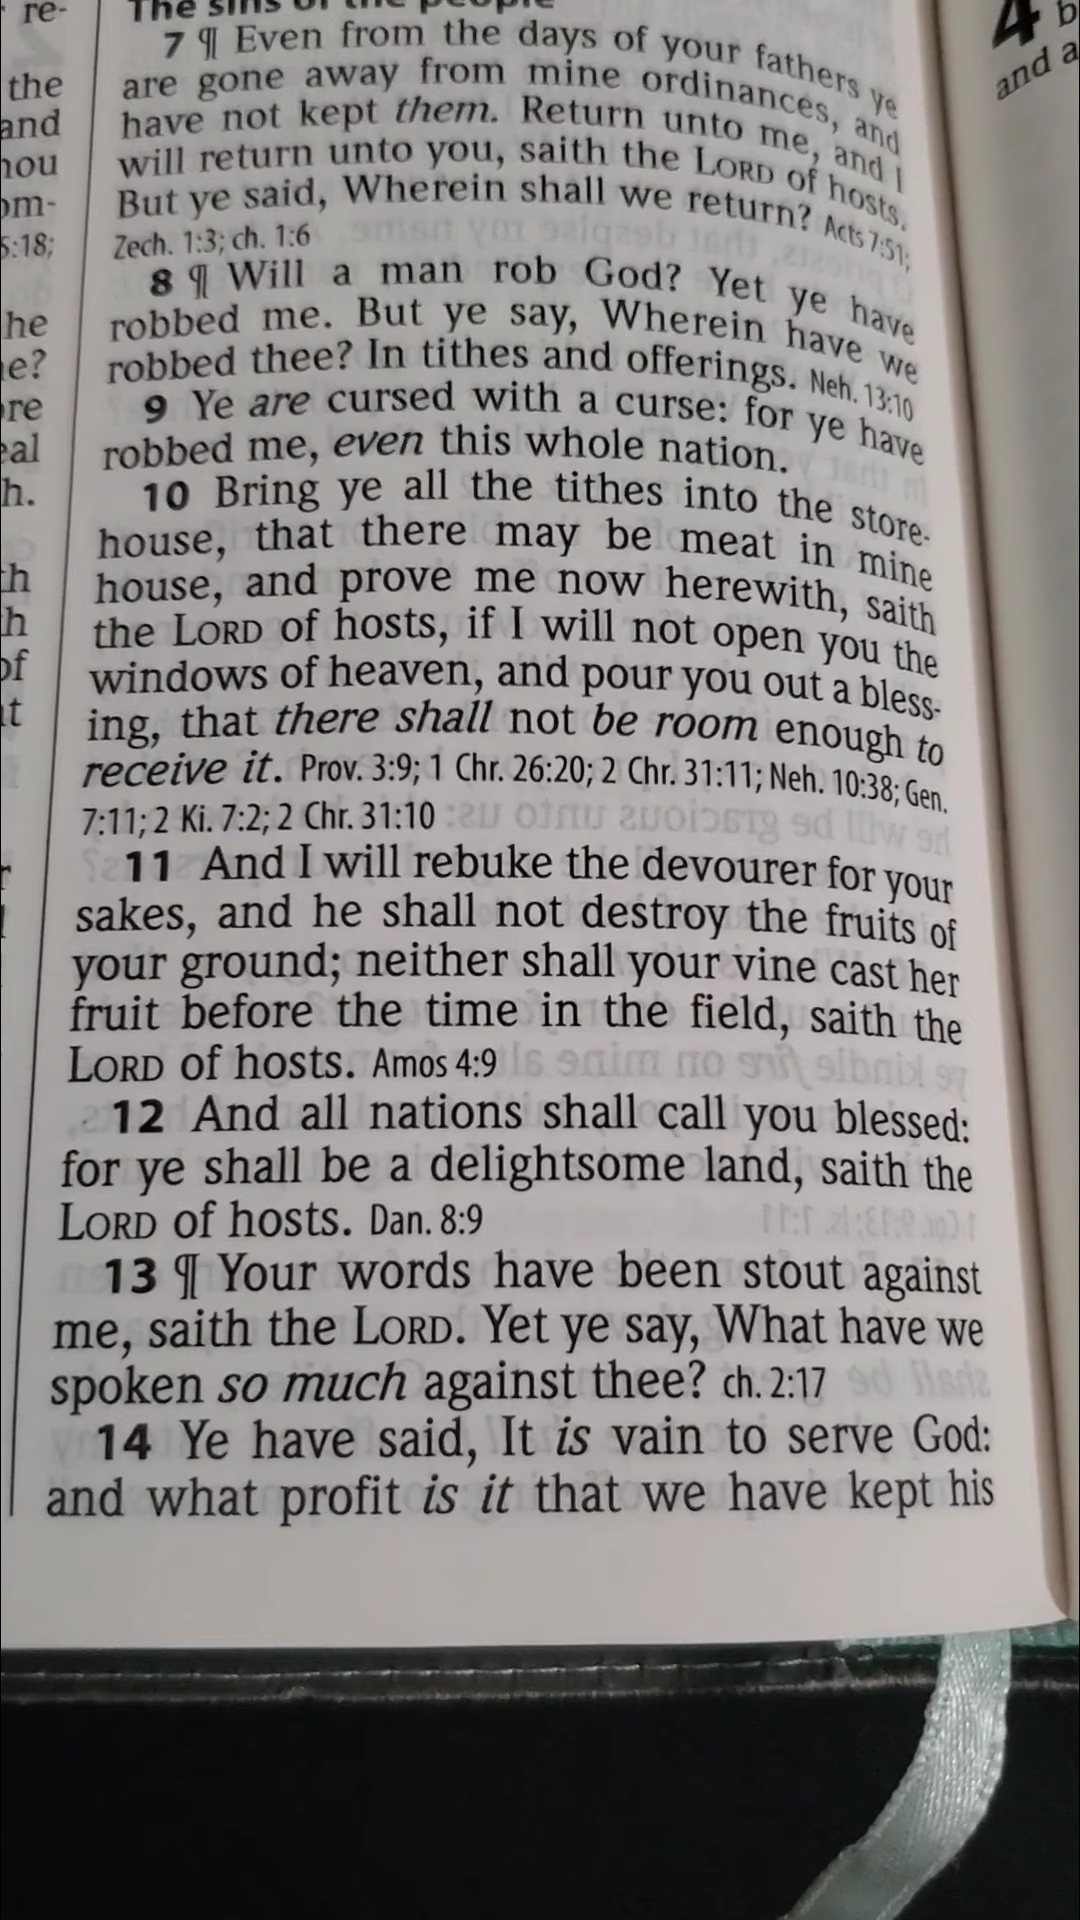 re-
the
and
5:18;
he
h.
of
The sins of the people
7 ¶ Even from the days of your fathers ye
are gone away from mine ordinances, and
have not kept them. Return unto me, and I
will return unto you, saith the LORD of hosts.
But ye said, Wherein shall we return? Acts 7:51;
Zech. 1:3; ch. 1:6
8 ¶ Will a man rob God? Yet ye have
robbed me. But ye say, Wherein have we
robbed thee? In tithes and offerings. Neh. 13:10
9 Ye are cursed with a curse: for ye have
robbed me, even this whole nation.
10 Bring ye all the tithes into the store-
house, that there may be meat in mine
house, and prove me now herewith, saith
the LORD of hosts, if I will not open you the
windows of heaven, and pour you out a bless-
ing, that there shall not be room enough to
receive it. Prov. 3:9; 1 Chr. 26:20; 2 Chr. 31:11; Neh. 10:38; Gen.
7:11; 2 Ki. 7:2; 2 Chr. 31:10
11 And I will rebuke the devourer for your
sakes, and he shall not destroy the fruits of
your ground; neither shall your vine cast her
fruit before the time in the field, saith the
LORD of hosts. Amos 4:9
12 And all nations shall call you blessed:
for ye shall be a delightsome land, saith the
LORD of hosts. Dan. 8:9
13 ¶ Your words have been stout against
me, saith the LORD. Yet ye say, What have we
spoken so much against thee? ch. 2:17
14 Ye have said, It is vain to serve God:
and what profit is it that we have kept his
4
and a